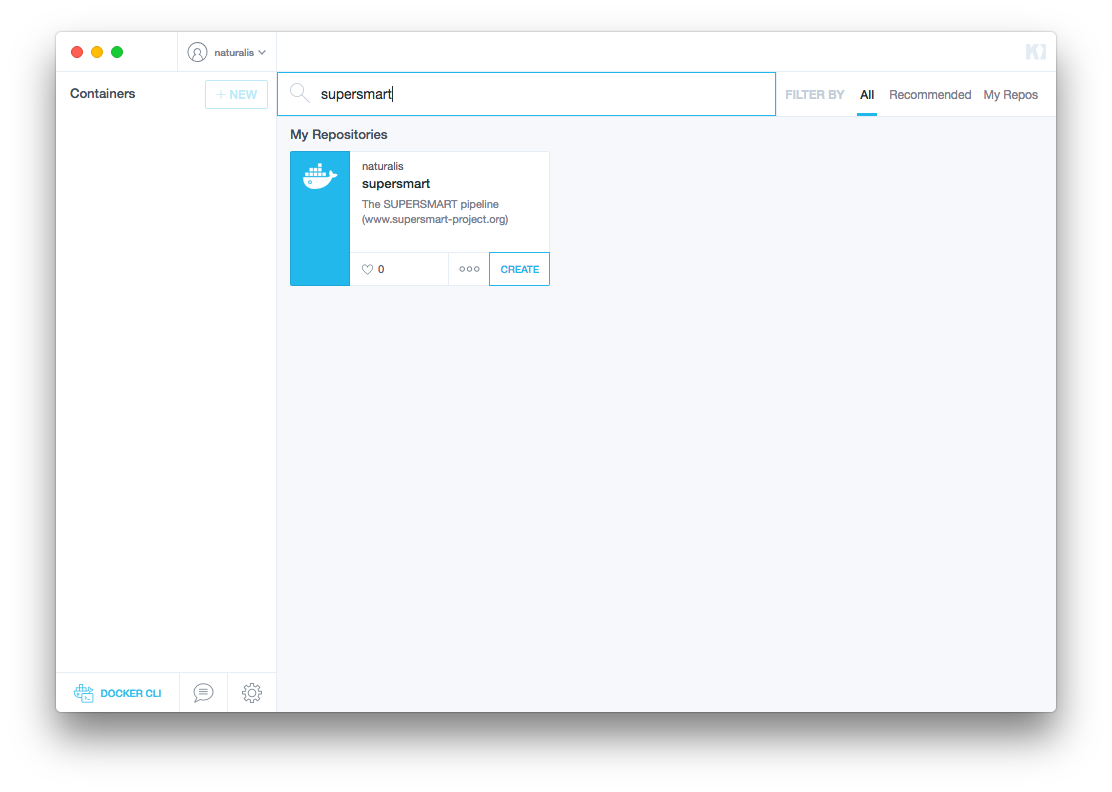 naturalis
Containers
+ NEW
supersmart
FILTER BY All Recommended My Repos
My Repositories
naturalis
supersmart
The SUPERSMART pipeline
(www.supersmart-project.org)
0
CREATE
DOCKER CLI